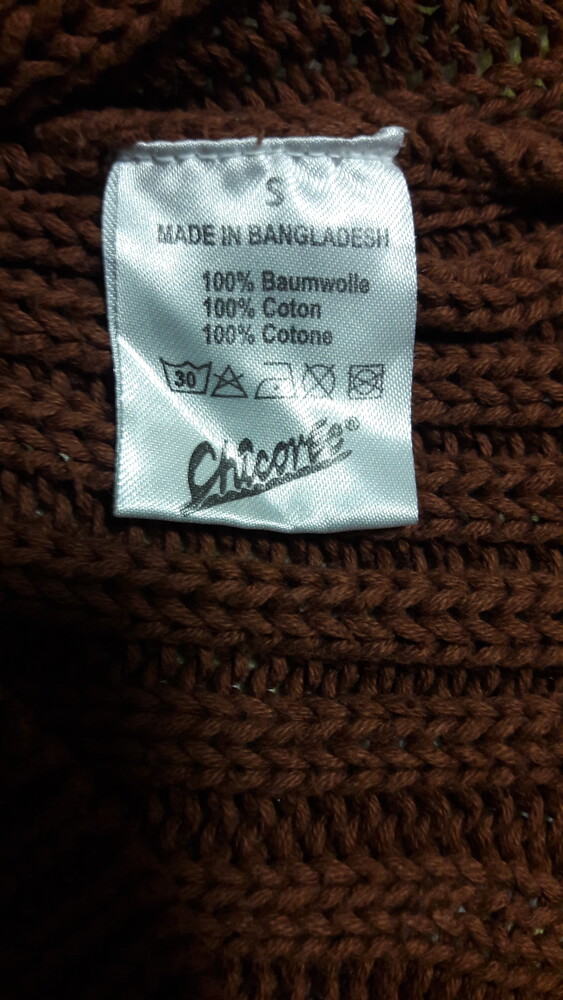 S
MADE IN BANGLADESH
100% Baumwolle
100% Coton
100% Cotone
30
Chicorée®